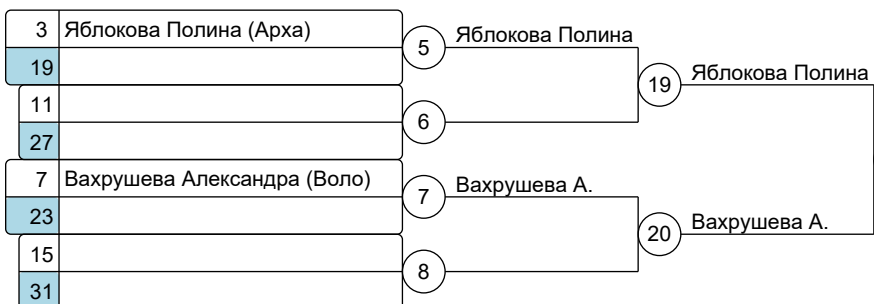 3 Яблокова Полина (Арха)
5 Яблокова Полина
19
19 Яблокова Полина
11
6
27
7 Вахрушева Александра (Воло)
7 Вахрушева А.
23
20 Вахрушева А.
15
8
31